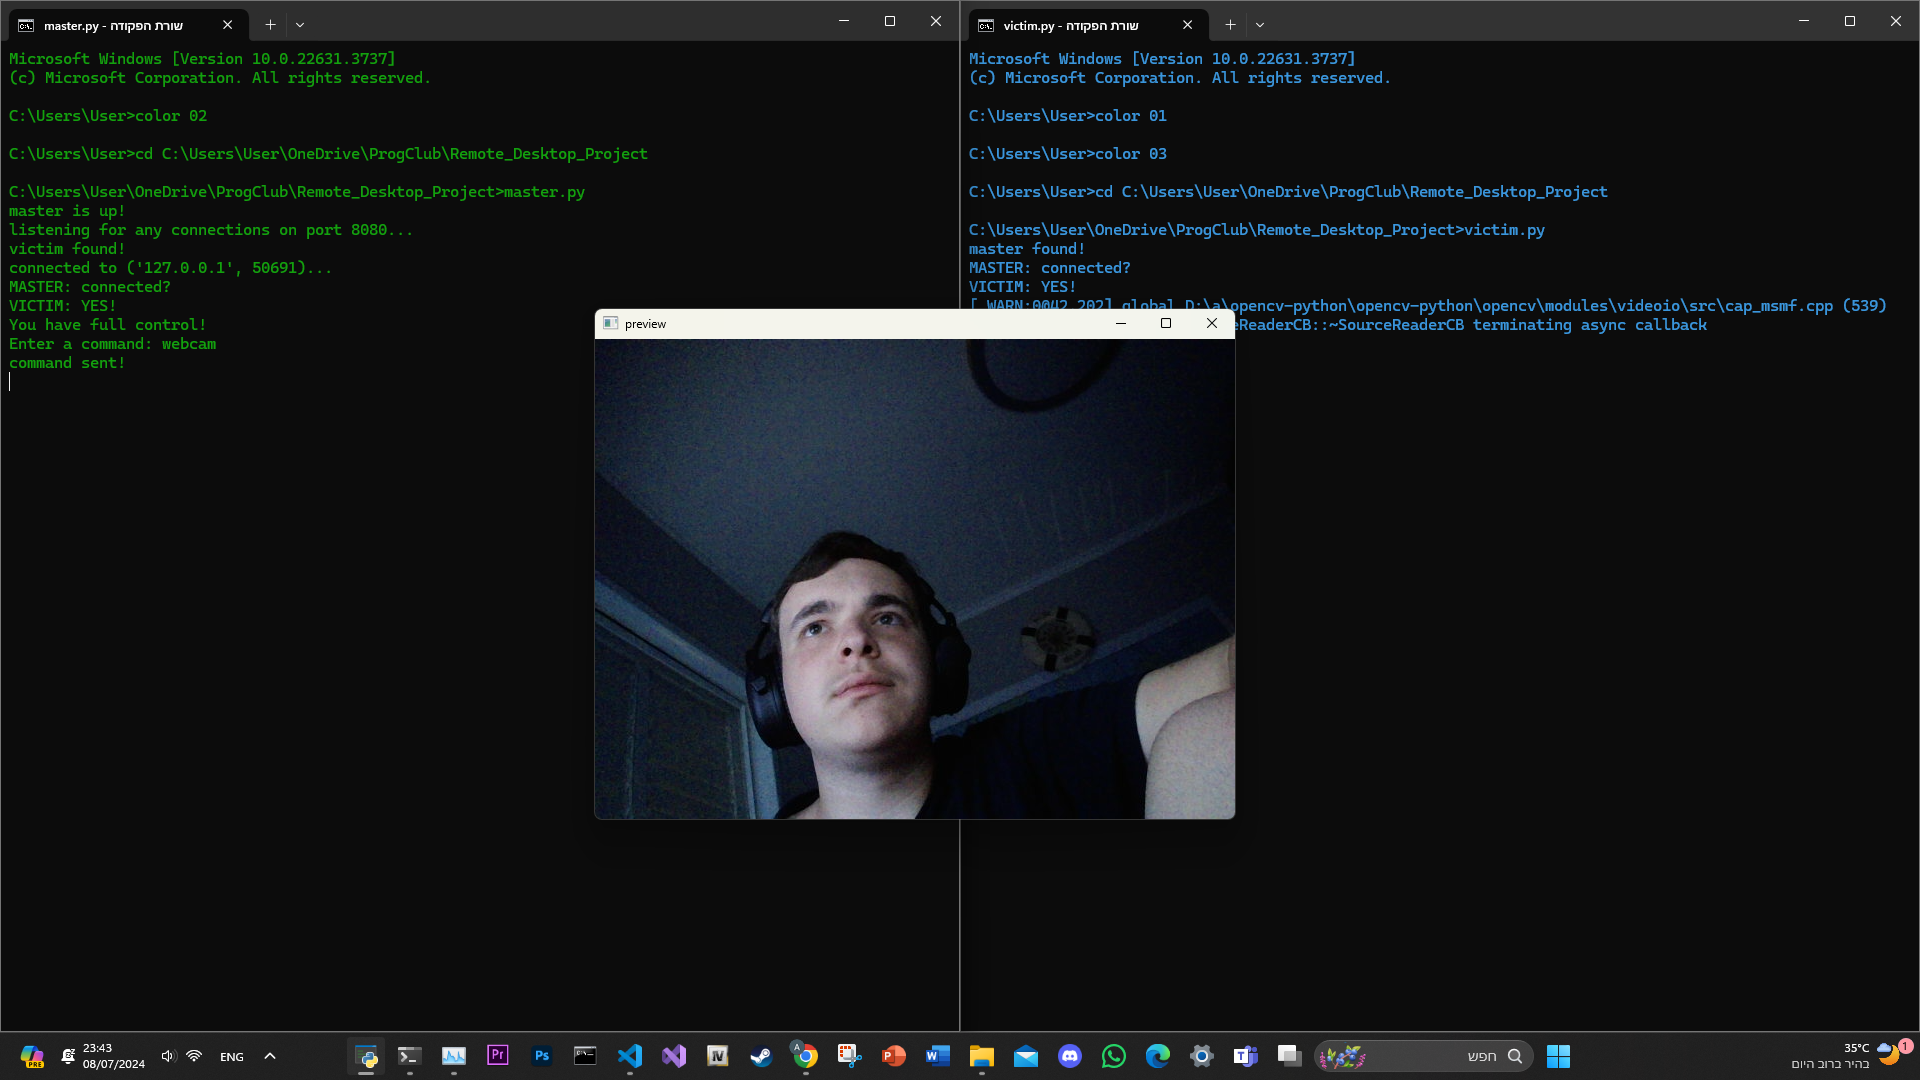 master.py - שורת הפקודה
Microsoft Windows [Version 10.0.22631.3737]
(c) Microsoft Corporation. All rights reserved.
C:\Users\User>color 02
C:\Users\User>cd C:\Users\User\OneDrive\ProgClub\Remote_Desktop_Project
C:\Users\User\OneDrive\ProgClub\Remote_Desktop_Project>master.py
master is up!
listening for any connections on port 8080...
victim found!
connected to ('127.0.0.1', 50691)...
MASTER: connected?
VICTIM: YES!
You have full control!
Enter a command: webcam
command sent!
victim.py - שורת הפקודה
Microsoft Windows [Version 10.0.22631.3737]
(c) Microsoft Corporation. All rights reserved.
C:\Users\User>color 01
C:\Users\User>color 03
C:\Users\User>cd C:\Users\User\OneDrive\ProgClub\Remote_Desktop_Project
C:\Users\User\OneDrive\ProgClub\Remote_Desktop_Project>victim.py
master found!
MASTER: connected?
VICTIM: YES!
[ WARN:0@42.202] global D:\a\opencv-python\opencv-python\opencv\modules\videoio\src\cap_msmf.cpp (539)
eReaderCB::~SourceReaderCB terminating async callback
preview
PRE
23:43
08/07/2024
ENG
Pr
Ps
A
חפש
35°C
בהיר ברוב היום
1